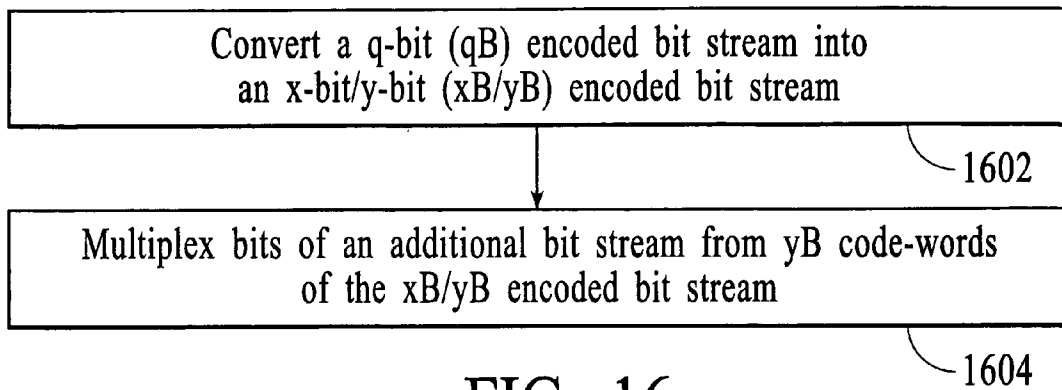 Convert a q-bit (qB) encoded bit stream into
an x-bit/y-bit (xB/yB) encoded bit stream
1602
Multiplex bits of an additional bit stream from yB code-words
of the xB/yB encoded bit stream
1604
FIG. 16